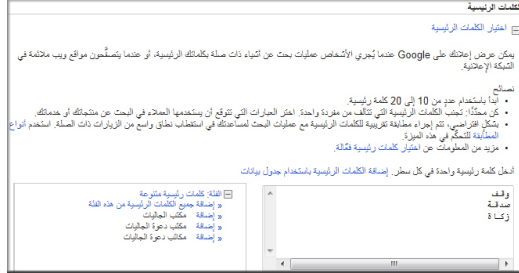 الكلمات الرئيسية
اختيار الكلمات الرئيسية
يمكن عرض إعلانك على Google عندما يُجري الأشخاص عمليات بحث عن أشياء ذات صلة بكلماتك الرئيسية، أو عندما يتصفَّحون مواقع ويب ملائمة في
الشبكة الإعلانية.
نصائح
• ابدأ باستخدام عددٍ من 10 إلى 20 كلمة رئيسية.
• كن محدَّدًا: تجنب الكلمات الرئيسية التي تتألف من مفردة واحدة. اختر العبارات التي تتوقع أن يستخدمها العملاء في البحث عن منتجاتك أو خدماتك.
• بشكلٍ افتراضي، تتم إجراء مطابقة تقريبية للكلمات الرئيسية مع عمليات البحث لمساعدتك في استقطاب نطاق واسع من الزيارات ذات الصلة. استخدم أنواع
المطابقة للتحكُّم في هذه الميزة.
• مزيد من المعلومات عن اختيار كلمات رئيسية فعَّالة.
أدخل كلمة رئيسية واحدة في كل سطر. إضافة الكلمات الرئيسية باستخدام جدول بيانات
وقف
صدقة
زكاة
الفئة: كلمات رئيسية متنوعة
« إضافة جميع الكلمات الرئيسية من هذه الفئة
« إضافة مكتب الجاليات
« إضافة مكتب دعوة الجاليات
« إضافة مكاتب دعوة الجاليات